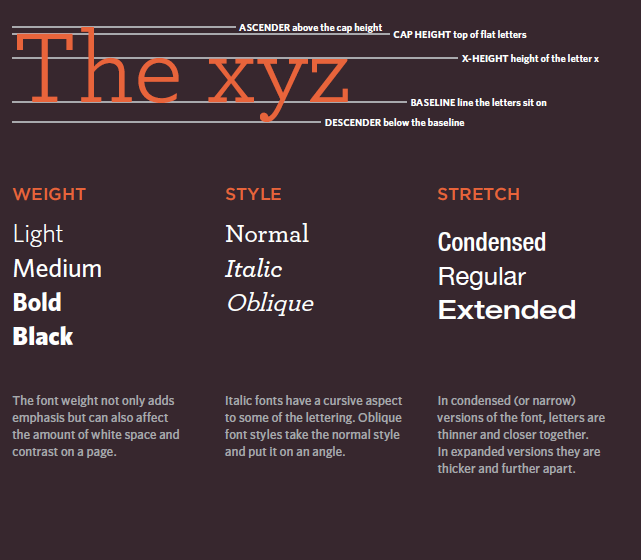 The xyz
ASCENDER above the cap height
CAP HEIGHT top of flat letters
X-HEIGHT height of the letter x
BASELINE line the letters sit on
DESCENDER below the baseline
WEIGHT
Light
Medium
Bold
Black
The font weight not only adds
emphasis but can also affect
the amount of white space and
contrast on a page.
STYLE
Normal
Italic
Oblique
Italic fonts have a cursive aspect
to some of the lettering. Oblique
font styles take the normal style
and put it on an angle.
STRETCH
Condensed
Regular
Extended
In condensed (or narrow)
versions of the font, letters are
thinner and closer together.
In expanded versions they are
thicker and further apart.